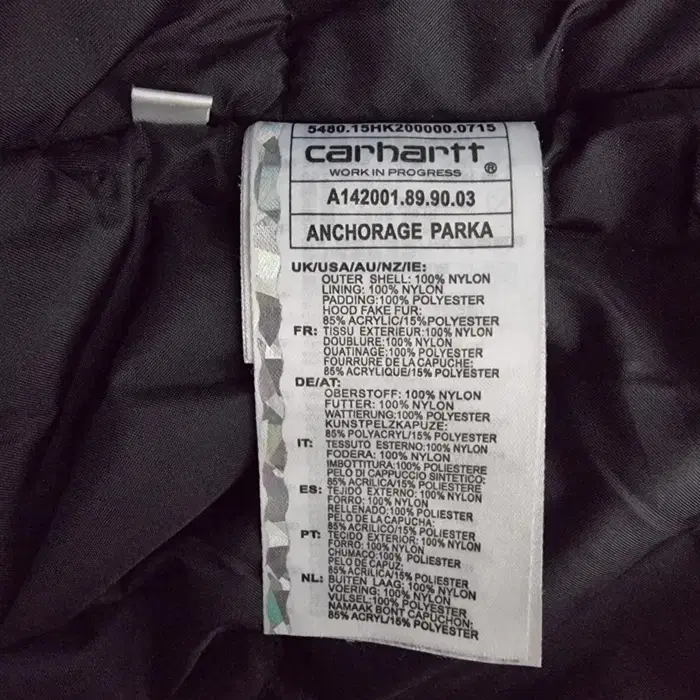 5480.15HK200000.0715
carhartt
WORK IN PROGRESS ®
A142001.89.90.03
ANCHORAGE PARKA
UK/USA/AU/NZ/IE:
OUTER SHELL: 100% NYLON
LINING: 100% NYLON
PADDING:100% POLYESTER
HOOD FAKE FUR:
85% ACRYLIC/15%POLYESTER
FR: TISSU EXTERIEUR:100% NYLON
DOUBLURE:100% NYLON
OUATINAGE:100% POLYESTER
FOURRURE DE LA CAPUCHE:
85% ACRYLIQUE/15% POLYESTER
DE/AT:
OBERSTOFF: 100% NYLON
FUTTER: 100% NYLON
WATTIERUNG:100% POLYESTER
KUNSTPELZKAPUZE:
85% POLYACRYL/15% POLYESTER
IT: TESSUTO ESTERNO:100% NYLON
FODERA: 100% NYLON
IMBOTTITURA:100% POLIESTERE
PELO DI CAPPUCCIO SINTETICO:
85% ACRILICA/15% POLIESTERE
ES: TEJIDO EXTERNO: 100% NYLON
FORRO: 100% NYLON
RELLENADO:100% POLIESTER
PELO DE LA CAPUCHA:
85% ACRILICO/15% POLIESTER
PT: TECIDO EXTERIOR: 100% NYLON
FORRO: 100% NYLON
CHUMACO:100% POLIESTER
PELO DE CAPUZ:
85% ACRILICA/15% POLIESTER
NL: BUITEN LAAG: 100% NYLON
VOERING: 100% NYLON
VULSEL:100% POLYESTER
NAMAAK BONT CAPUCHON:
85% ACRYL/15% POLYESTER